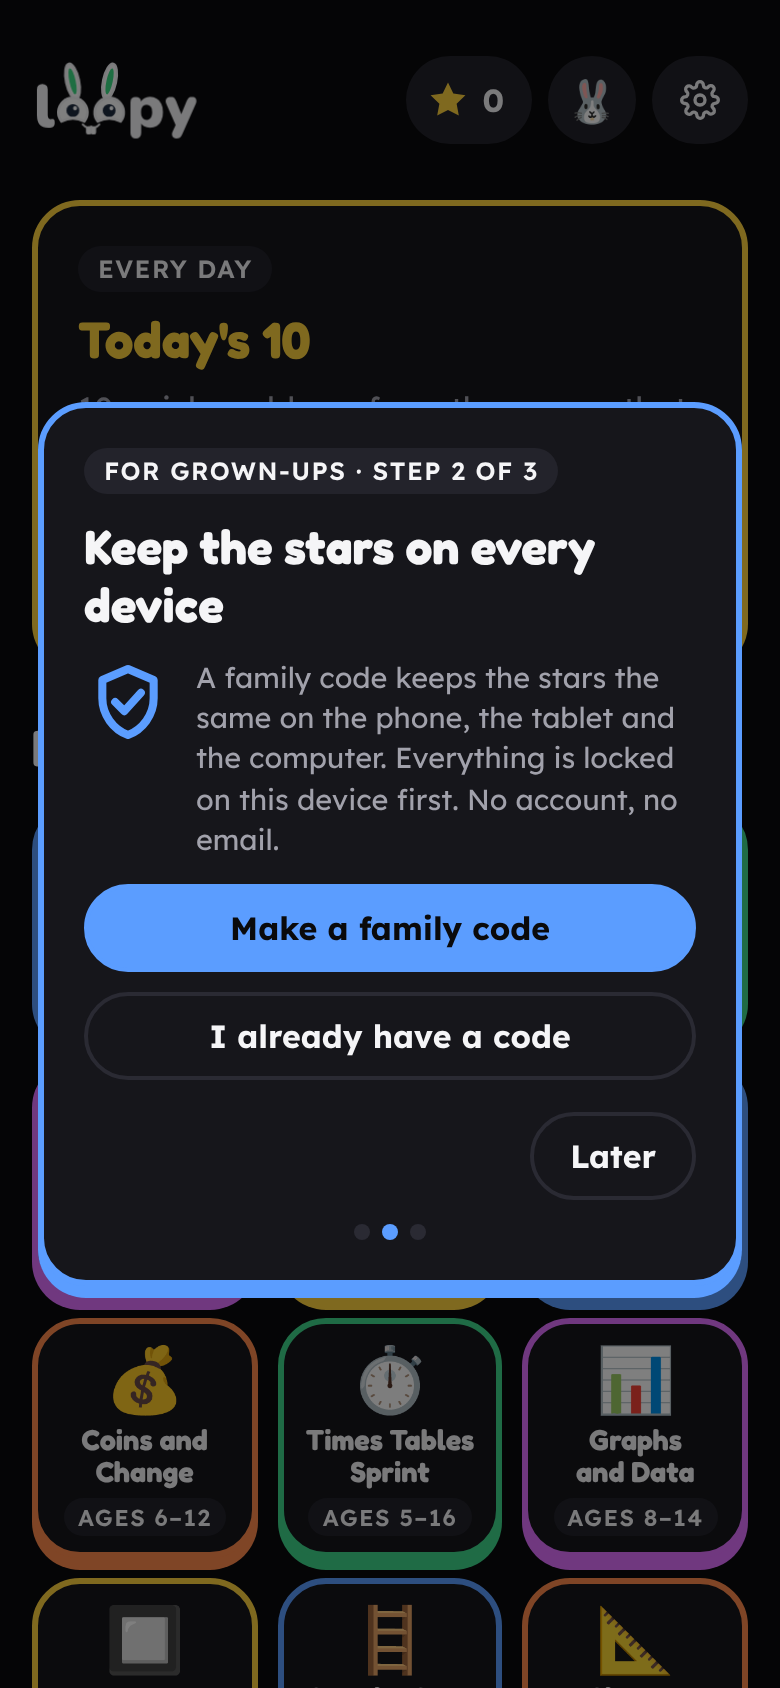 loopy
0
EVERY DAY
Today's 10
FOR GROWN-UPS · STEP 2 OF 3
Keep the stars on every
device
A family code keeps the stars the
same on the phone, the tablet and
the computer. Everything is locked
on this device first. No account, no
email.
Make a family code
I already have a code
Later
Coins and
Change
AGES 6–12
Times Tables
Sprint
AGES 5–16
Graphs
and Data
AGES 8–14